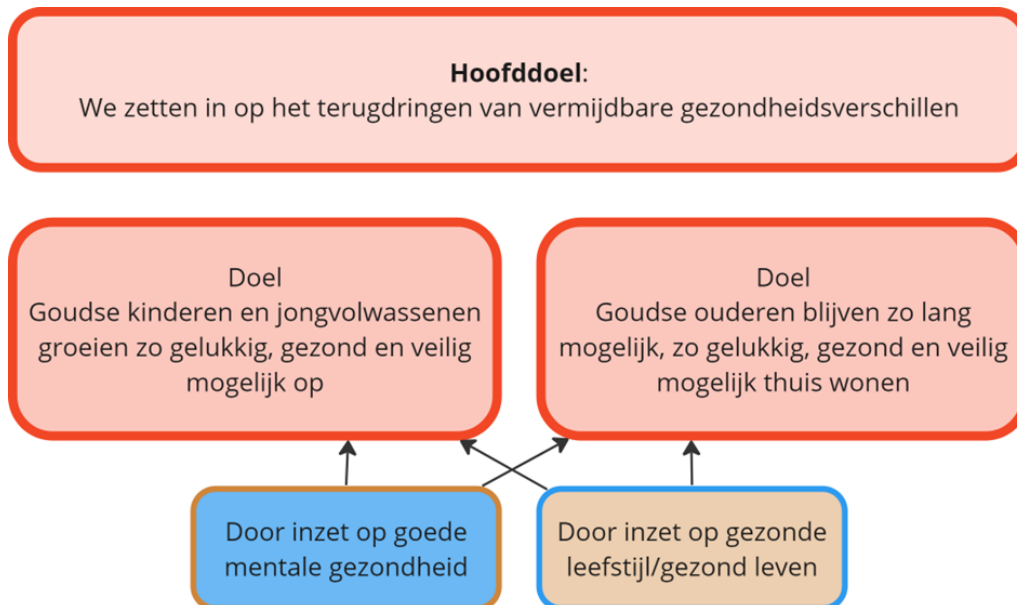 Hoofddoel:
We zetten in op het terugdringen van vermijdbare gezondheidsverschillen
Doel
Goudse kinderen en jongvolwassenen
groeien zo gelukkig, gezond en veilig
mogelijk op
Doel
Goudse ouderen blijven zo lang
mogelijk, zo gelukkig, gezond en veilig
mogelijk thuis wonen
Door inzet op goede
mentale gezondheid
Door inzet op gezonde
leefstijl/gezond leven